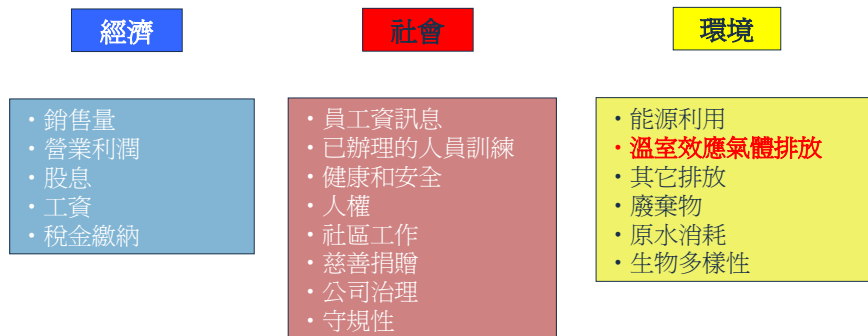 經濟
社會
環境
・銷售量
・營業利潤
・股息
・工資
・稅金繳納
・員工資訊息
・已辦理的人員訓練
・健康和安全
・人權
・社區工作
・慈善捐贈
・公司治理
・守規性
・能源利用
・溫室效應氣體排放
・其它排放
・廢棄物
・原水消耗
・生物多樣性